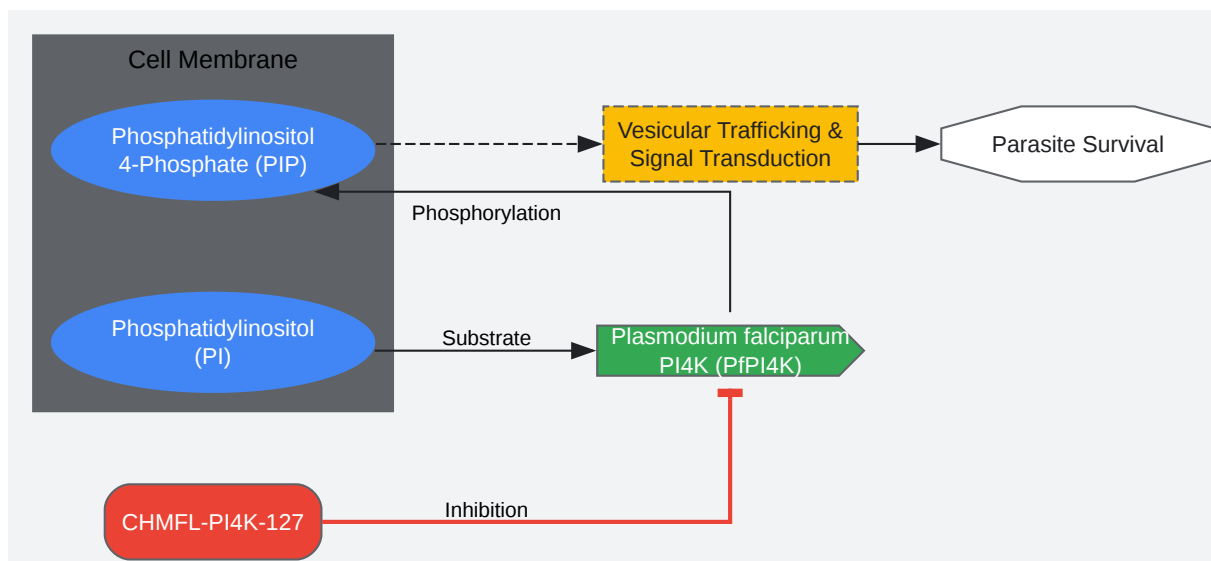 Cell Membrane
Phosphatidylinositol
4-Phosphate (PIP)
Vesicular Trafficking &
Signal Transduction
Parasite Survival
Phosphorylation
Phosphatidylinositol
(PI)
Substrate
Plasmodium falciparum
PI4K (PfPI4K)
CHMFL-PI4K-127
Inhibition